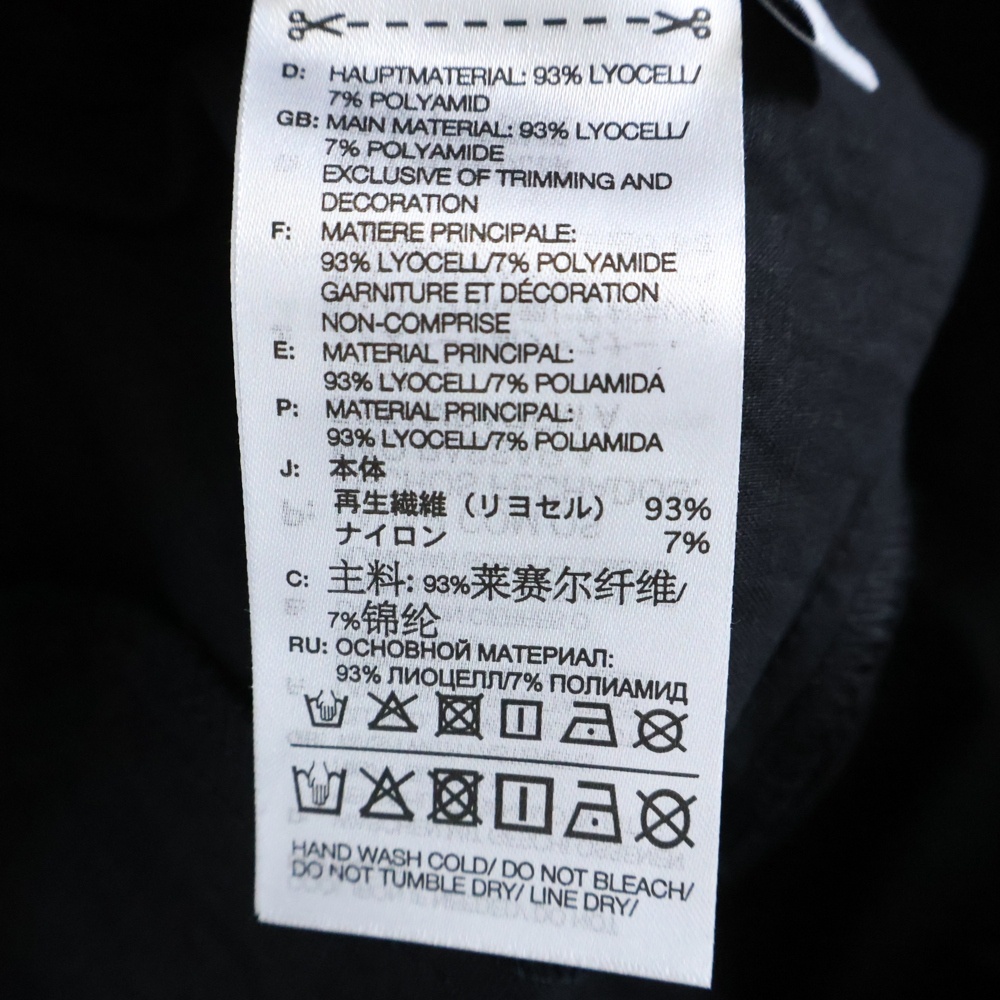 D: HAUPTMATERIAL: 93% LYOCELL/
7% POLYAMID
GB: MAIN MATERIAL: 93% LYOCELL/
7% POLYAMIDE
EXCLUSIVE OF TRIMMING AND
DECORATION
F: MATIERE PRINCIPALE:
93% LYOCELL/7% POLYAMIDE
GARNITURE ET DÉCORATION
NON-COMPRISE
E: MATERIAL PRINCIPAL:
93% LYOCELL/7% POLIAMIDA
P: MATERIAL PRINCIPAL:
93% LYOCELL/7% POLIAMIDA
J: 本体
再生繊維（リヨセル） 93%
ナイロン 7%
C: 主料: 93%莱赛尔纤维/
7%锦纶
RU: ОСНОВНОЙ МАТЕРИАЛ:
93% ЛИОЦЕЛЛ/7% ПОЛИАМИД
HAND WASH COLD/ DO NOT BLEACH/
DO NOT TUMBLE DRY/ LINE DRY/